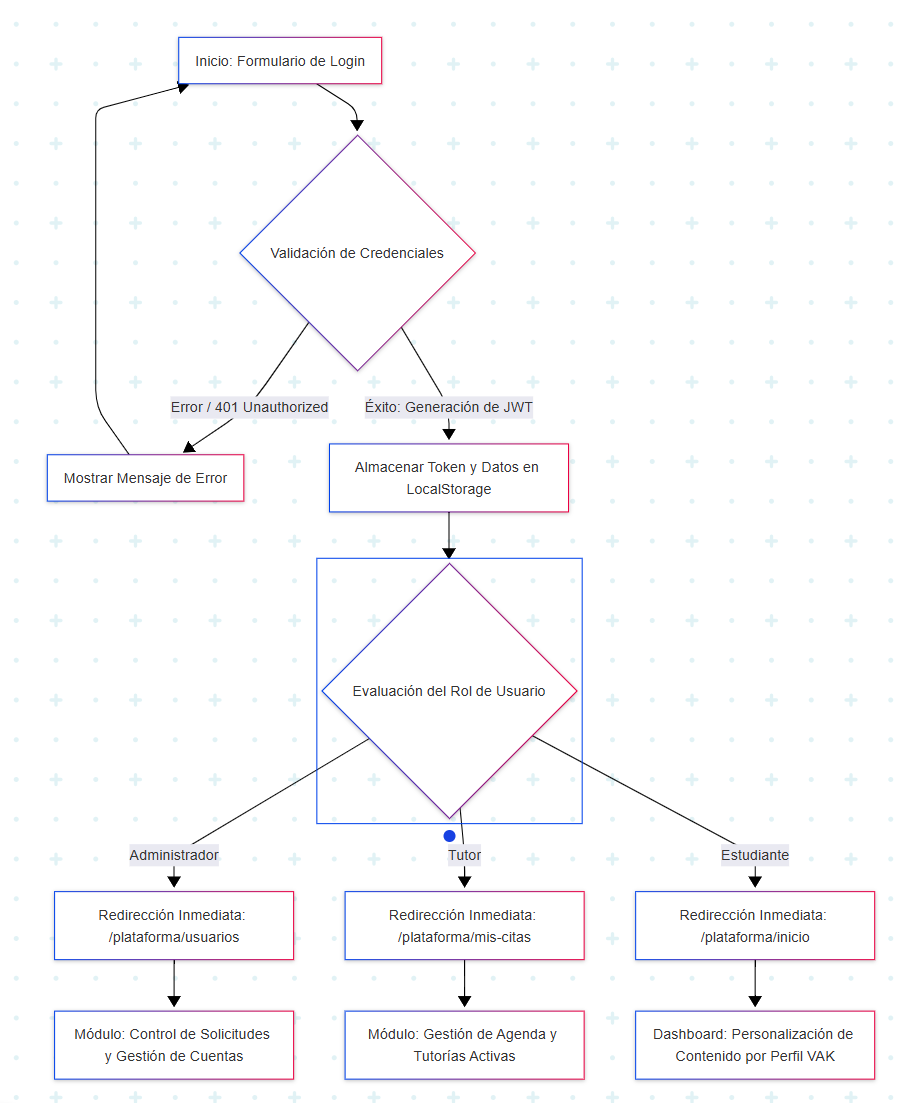 Inicio: Formulario de Login
Validación de Credenciales
Error / 401 Unauthorized
Éxito: Generación de JWT
Mostrar Mensaje de Error
Almacenar Token y Datos en
LocalStorage
Evaluación del Rol de Usuario
Administrador
Tutor
Estudiante
Redirección Inmediata:
/plataforma/usuarios
Redirección Inmediata:
/plataforma/mis-citas
Redirección Inmediata:
/plataforma/inicio
Módulo: Control de Solicitudes
y Gestión de Cuentas
Módulo: Gestión de Agenda y
Tutorías Activas
Dashboard: Personalización de
Contenido por Perfil VAK